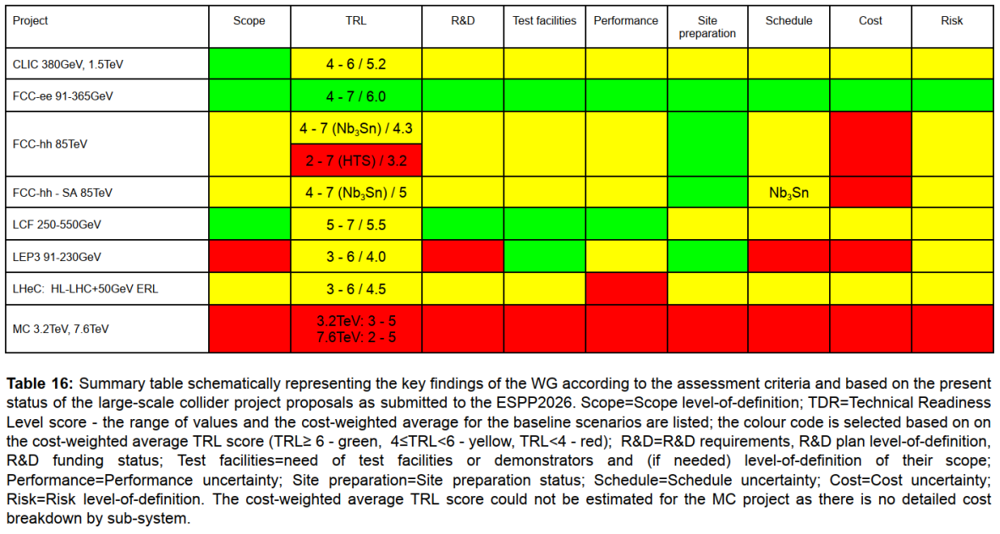 Project Scope TRL R&D Test facilities Performance Site preparation Schedule Cost Risk
CLIC 380GeV, 1.5TeV 4 - 6 / 5.2
FCC-ee 91-365GeV 4 - 7 / 6.0
FCC-hh 85TeV 4 - 7 (Nb₃Sn) / 4.3
2 - 7 (HTS) / 3.2
FCC-hh - SA 85TeV 4 - 7 (Nb₃Sn) / 5 Nb₃Sn
LCF 250-550GeV 5 - 7 / 5.5
LEP3 91-230GeV 3 - 6 / 4.0
LHeC: HL-LHC+50GeV ERL 3 - 6 / 4.5
MC 3.2TeV, 7.6TeV 3.2TeV: 3 - 5
7.6TeV: 2 - 5
Table 16: Summary table schematically representing the key findings of the WG according to the assessment criteria and based on the present
status of the large-scale collider project proposals as submitted to the ESPP2026. Scope=Scope level-of-definition; TDR=Technical Readiness
Level score - the range of values and the cost-weighted average for the baseline scenarios are listed; the colour code is selected based on on
the cost-weighted average TRL score (TRL≥ 6 - green, 4≤TRL<6 - yellow, TRL<4 - red); R&D=R&D requirements, R&D plan level-of-definition,
R&D funding status; Test facilities=need of test facilities or demonstrators and (if needed) level-of-definition of their scope;
Performance=Performance uncertainty; Site preparation=Site preparation status; Schedule=Schedule uncertainty; Cost=Cost uncertainty;
Risk=Risk level-of-definition. The cost-weighted average TRL score could not be estimated for the MC project as there is no detailed cost
breakdown by sub-system.